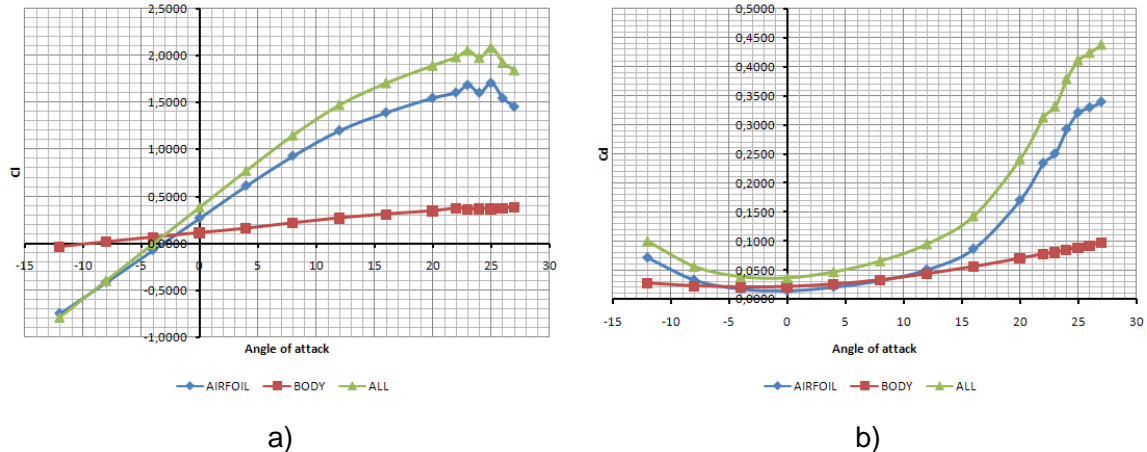 2,5000
2,0000
1,5000
1,0000
0,5000
0,0000
-0,5000
-1,0000
Cl
-15 -10 -5 0 5 10 15 20 25 30
Angle of attack
AIRFOIL BODY ALL
a)
0,5000
0,4500
0,4000
0,3500
0,3000
0,2500
0,2000
0,1500
0,1000
0,0500
0,0000
Cd
-15 -10 -5 0 5 10 15 20 25 30
Angle of attack
AIRFOIL BODY ALL
b)